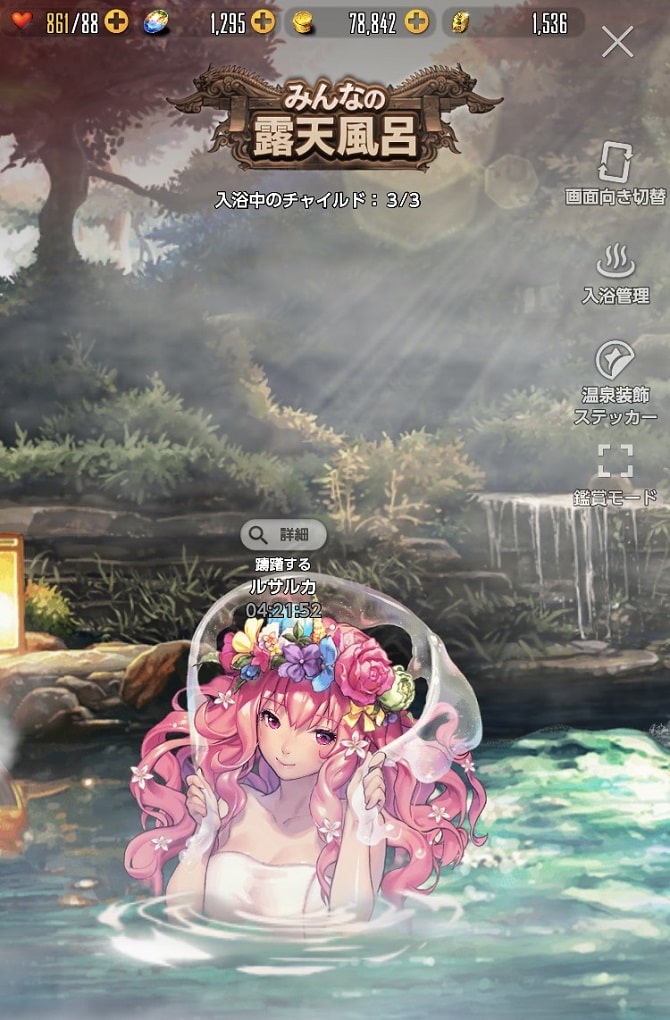 861/88
1,295
78,842
1,536
みんなの
露天風呂
入浴中のチャイルド : 3/3
画面向き切替
入浴管理
温泉装飾
ステッカー
鑑賞モード
詳細
躊躇する
ルサルカ
04:21:52